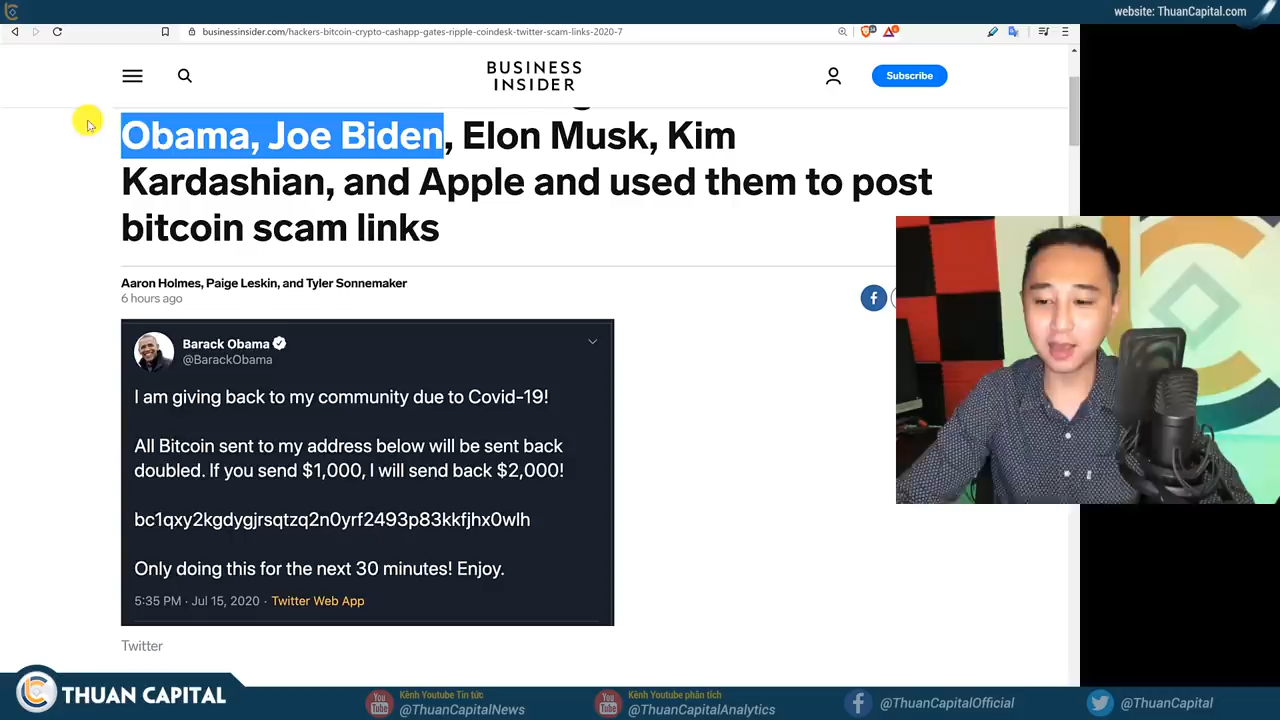 website: ThuanCapital.com
businessinsider.com/hackers-bitcoin-crypto-cashapp-gates-ripple-coindesk-twitter-scam-links-2020-7
BUSINESS
INSIDER
Subscribe
Obama, Joe Biden, Elon Musk, Kim
Kardashian, and Apple and used them to post
bitcoin scam links
Aaron Holmes, Paige Leskin, and Tyler Sonnemaker
6 hours ago
Barack Obama
@BarackObama
I am giving back to my community due to Covid-19!
All Bitcoin sent to my address below will be sent back
doubled. If you send $1,000, I will send back $2,000!
bc1qxy2kgdygjrsqtzq2n0yrf2493p83kkfjhx0wlh
Only doing this for the next 30 minutes! Enjoy.
5:35 PM · Jul 15, 2020 · Twitter Web App
Twitter
THUAN CAPITAL
You Tube
Kênh Youtube Tin tức
@ThuanCapitalNews
You Tube
Kênh Youtube phân tích
@ThuanCapitalAnalytics
@ThuanCapitalOfficial
@ThuanCapital